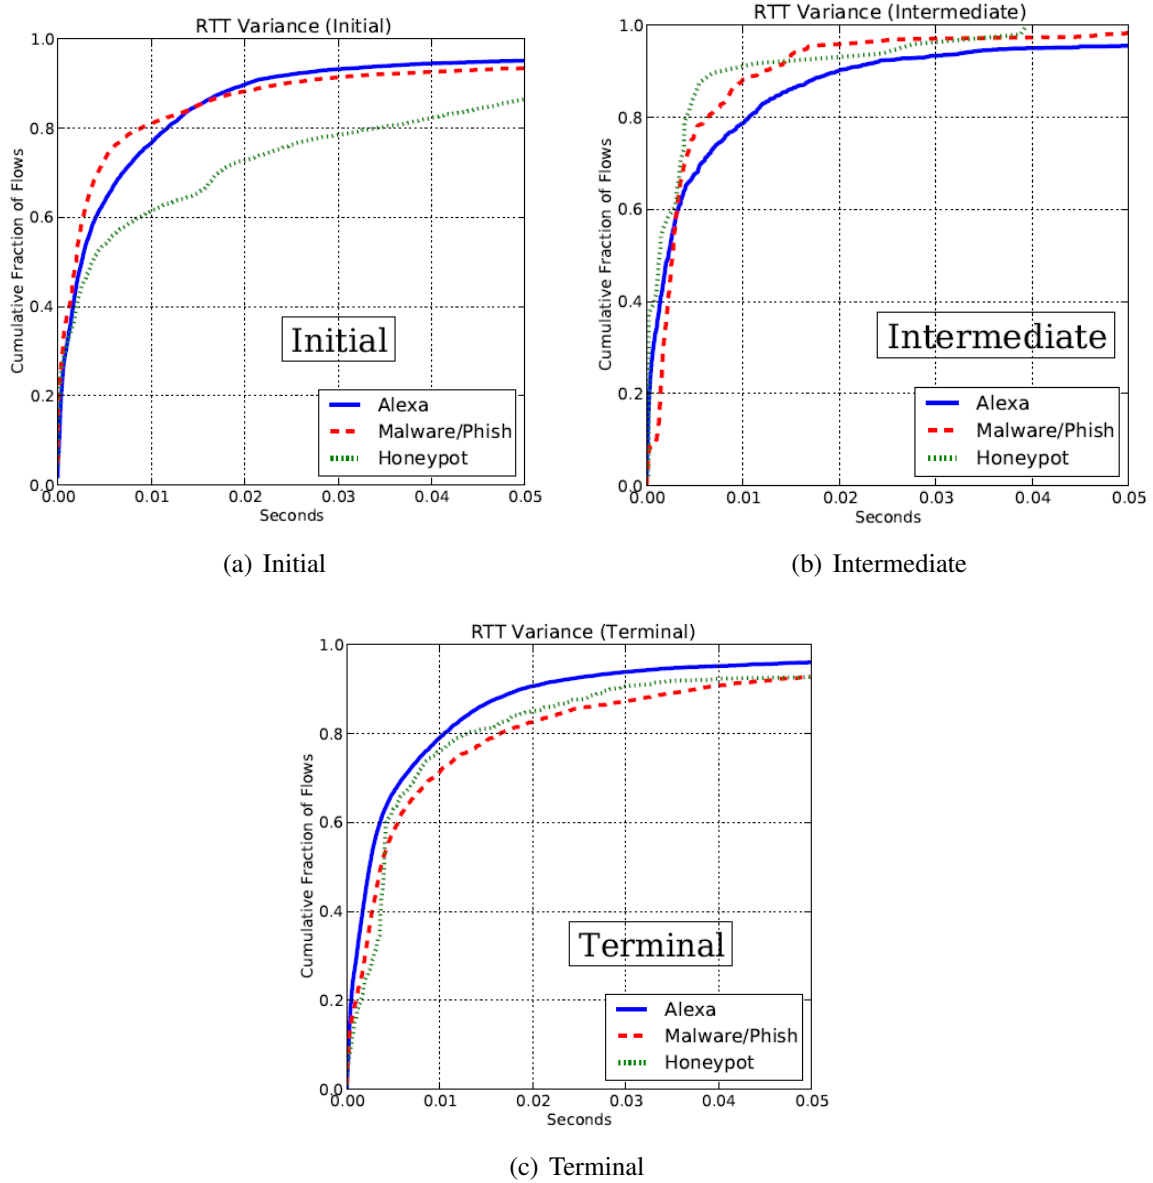 RTT Variance (Initial)
1.0
0.8
0.6
0.4
0.2
0.0
Cumulative Fraction of Flows
Initial
Alexa
Malware/Phish
Honeypot
0.00 0.01 0.02 0.03 0.04 0.05
Seconds
(a) Initial
RTT Variance (Intermediate)
1.0
0.8
0.6
0.4
0.2
0.0
Cumulative Fraction of Flows
Intermediate
Alexa
Malware/Phish
Honeypot
0.00 0.01 0.02 0.03 0.04 0.05
Seconds
(b) Intermediate
RTT Variance (Terminal)
1.0
0.8
0.6
0.4
0.2
0.0
Cumulative Fraction of Flows
Terminal
Alexa
Malware/Phish
Honeypot
0.00 0.01 0.02 0.03 0.04 0.05
Seconds
(c) Terminal